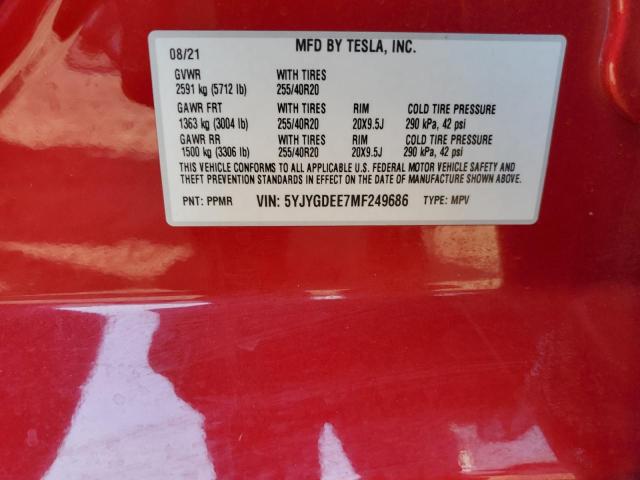 08/21 MFD BY TESLA, INC.
GVWR WITH TIRES
2591 kg (5712 lb) 255/40R20
GAWR FRT WITH TIRES RIM COLD TIRE PRESSURE
1363 kg (3004 lb) 255/40R20 20X9.5J 290 kPa, 42 psi
GAWR RR WITH TIRES RIM COLD TIRE PRESSURE
1500 kg (3306 lb) 255/40R20 20X9.5J 290 kPa, 42 psi
THIS VEHICLE CONFORMS TO ALL APPLICABLE U.S. FEDERAL MOTOR VEHICLE SAFETY AND
THEFT PREVENTION STANDARDS IN EFFECT ON THE DATE OF MANUFACTURE SHOWN ABOVE.
PNT: PPMR VIN: 5YJYGDEE7MF249686 TYPE: MPV